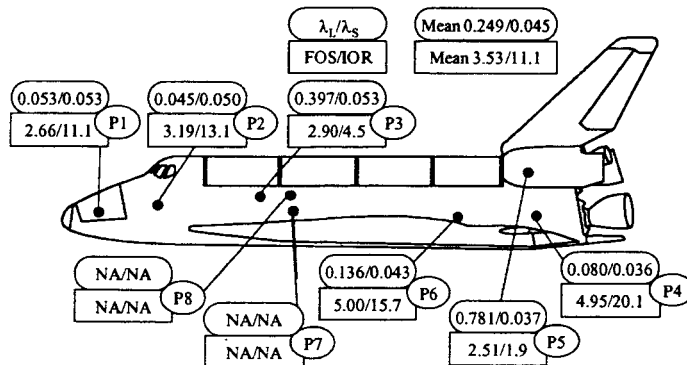 λL/λS
Mean 0.249/0.045
FOS/IOR
Mean 3.53/11.1
0.053/0.053
2.66/11.1
P1
0.045/0.050
3.19/13.1
P2
0.397/0.053
2.90/4.5
P3
NA/NA
NA/NA
P8
NA/NA
NA/NA
P7
0.136/0.043
5.00/15.7
P6
0.781/0.037
2.51/1.9
P5
0.080/0.036
4.95/20.1
P4